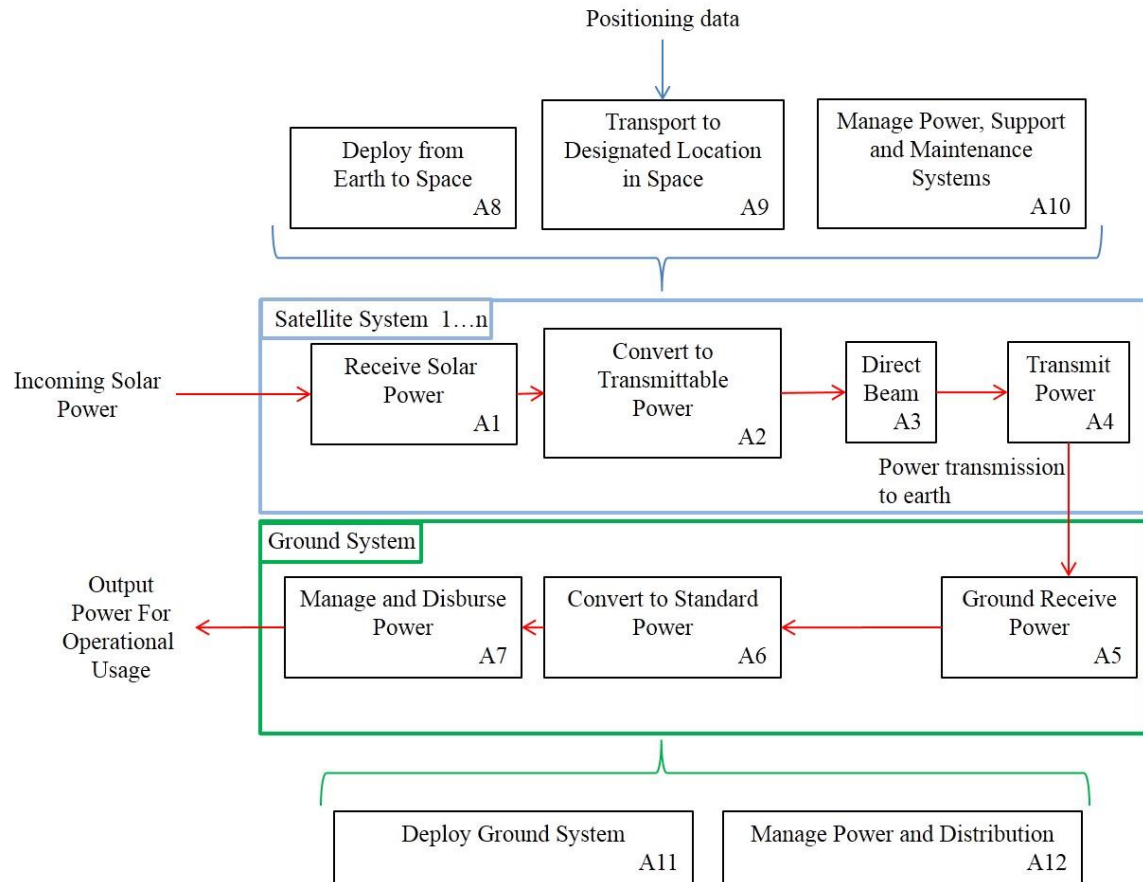 Positioning data
Deploy from
Earth to Space
A8
Transport to
Designated Location
in Space
A9
Manage Power, Support
and Maintenance
Systems
A10
Satellite System 1…n
Incoming Solar
Power
Receive Solar
Power
A1
Convert to
Transmittable
Power
A2
Direct
Beam
A3
Transmit
Power
A4
Power transmission
to earth
Ground System
Output
Power For
Operational
Usage
Manage and Disburse
Power
A7
Convert to Standard
Power
A6
Ground Receive
Power
A5
Deploy Ground System
A11
Manage Power and Distribution
A12